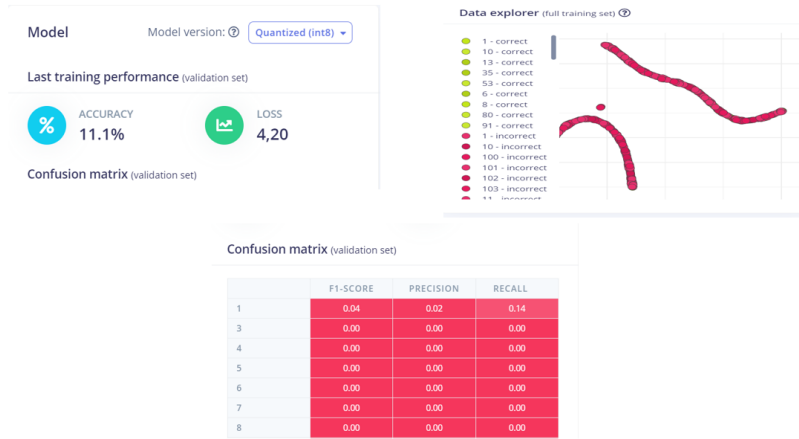 Model
Model version: Quantized (int8)
Last training performance (validation set)
% ACCURACY
11.1%
LOSS
4,20
Confusion matrix (validation set)
Data explorer (full training set) ?
1 - correct
10 - correct
13 - correct
35 - correct
53 - correct
6 - correct
8 - correct
80 - correct
91 - correct
1 - incorrect
10 - incorrect
100 - incorrect
101 - incorrect
102 - incorrect
103 - incorrect
11 - incorrect
Confusion matrix (validation set)
F1-SCORE PRECISION RECALL
1 0.04 0.02 0.14
3 0.00 0.00 0.00
4 0.00 0.00 0.00
5 0.00 0.00 0.00
6 0.00 0.00 0.00
7 0.00 0.00 0.00
8 0.00 0.00 0.00